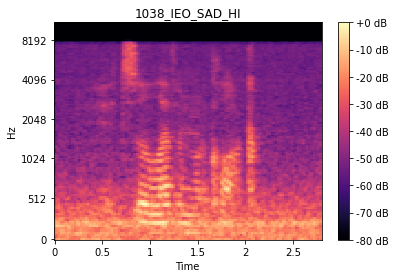 1038_IEO_SAD_HI
+0 dB
8192
-10 dB
4096
-20 dB
-30 dB
2048
-40 dB
Hz
1024
-50 dB
512
-60 dB
-70 dB
0
-80 dB
0 0.5 1 1.5 2 2.5
Time